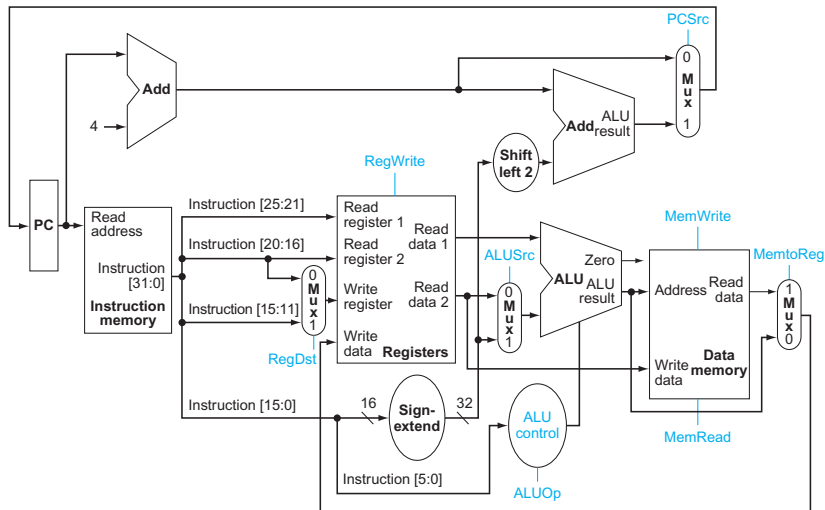 PCSrc
0
M
u
x
1
Add
4
Add
ALU
result
Shift
left 2
RegWrite
PC
Read
address
Instruction
[31:0]
Instruction
memory
Instruction [25:21]
Instruction [20:16]
Instruction [15:11]
0
M
u
x
1
RegDst
Read
register 1
Read
register 2
Write
register
Write
data
Read
data 1
Read
data 2
Registers
ALUSrc
0
M
u
x
1
Zero
ALU
ALU
result
MemWrite
Address
Read
data
Write
data
Data
memory
MemRead
MemtoReg
1
M
u
x
0
Instruction [15:0]
16
Sign-
extend
32
ALU
control
Instruction [5:0]
ALUOp